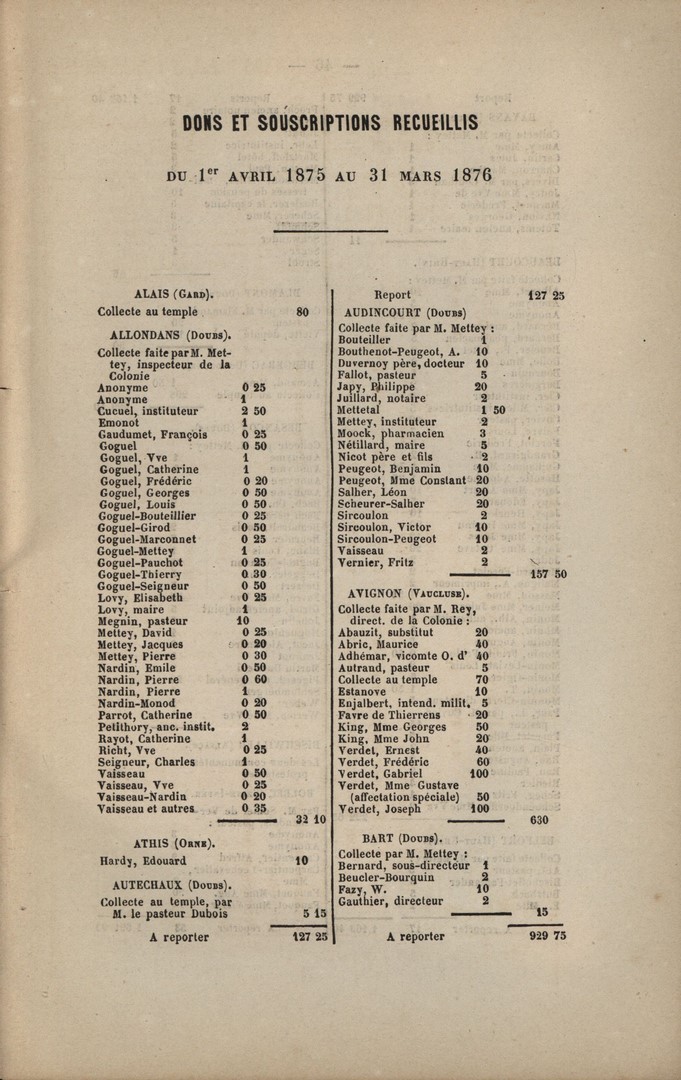 DONS ET SOUSCRIPTIONS RECUEILLIS
DU 1er AVRIL 1875 AU 31 MARS 1876
ALAIS (GARD).
Collecte au temple 80
ALLONDANS (DOUBS).
Collecte faite par M. Met-
tey, inspecteur de la
Colonie
Anonyme 0 25
Anonyme 1
Cucuel, instituteur 2 50
Emonot 1
Gaudumet, François 0 25
Goguel 0 50
Goguel, Vve 1
Goguel, Catherine 1
Goguel, Frédéric 0 20
Goguel, Georges 0 50
Goguel, Louis 0 50
Goguel-Bouteillier 0 25
Goguel-Girod 0 50
Goguel-Marconnet 0 25
Goguel-Mettey 1
Goguel-Pauchot 0 25
Goguel-Thierry 0 30
Goguel-Seigneur 0 50
Lovy, Elisabeth 0 25
Lovy, maire 1
Megnin, pasteur 10
Mettey, David 0 25
Mettey, Jacques 0 20
Mettey, Pierre 0 30
Nardin, Emile 0 50
Nardin, Pierre 0 60
Nardin, Pierre 1
Nardin-Monod 0 20
Parrot, Catherine 0 50
Petithory, anc. instit. 2
Rayot, Catherine 1
Richt, Vve 0 25
Seigneur, Charles 1
Vaisseau 0 50
Vaisseau, Vve 0 25
Vaisseau-Nardin 0 20
Vaisseau et autres 0 35
32 10
ATHIS (ORNE).
Hardy, Edouard 10
AUTECHAUX (DOUBS).
Collecte au temple, par
M. le pasteur Dubois 5 15
A reporter 127 25
Report 127 25
AUDINCOURT (DOUBS)
Collecte faite par M. Mettey :
Bouteiller 1
Bouthenot-Peugeot, A. 10
Duvernoy père, docteur 10
Fallot, pasteur 5
Japy, Philippe 20
Juillard, notaire 2
Mettetal 1 50
Mettey, instituteur 2
Moock, pharmacien 3
Nétillard, maire 5
Nicot père et fils 2
Peugeot, Benjamin 10
Peugeot, Mme Constant 20
Salher, Léon 20
Scheurer-Salher 20
Sircoulon 2
Sircoulon, Victor 10
Sircoulon-Peugeot 10
Vaisseau 2
Vernier, Fritz 2
157 50
AVIGNON (VAUCLUSE).
Collecte faite par M. Rey,
direct. de la Colonie :
Abauzit, substitut 20
Abric, Maurice 40
Adhémar, vicomte O. d' 40
Autrand, pasteur 5
Collecte au temple 70
Estanove 10
Enjalbert, intend. milit. 5
Favre de Thierrens 20
King, Mme Georges 50
King, Mme John 20
Verdet, Ernest 40
Verdet, Frédéric 60
Verdet, Gabriel 100
Verdet, Mme Gustave
(affectation spéciale) 50
Verdet, Joseph 100
630
BART (DOUBS).
Collecte par M. Mettey :
Bernard, sous-directeur 1
Beucler-Bourquin 2
Fazy, W. 10
Gauthier, directeur 2
15
A reporter 929 75